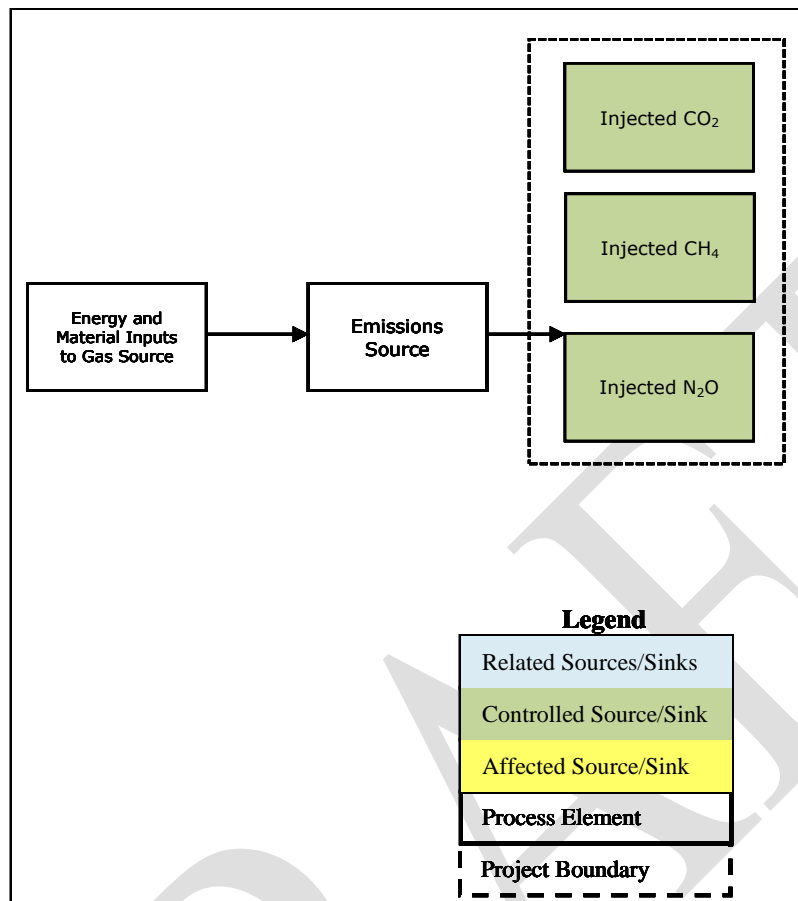 Injected CO₂
Injected CH₄
Energy and
Material Inputs
to Gas Source
Emissions
Source
Injected N₂O
Legend
Related Sources/Sinks
Controlled Source/Sink
Affected Source/Sink
Process Element
Project Boundary